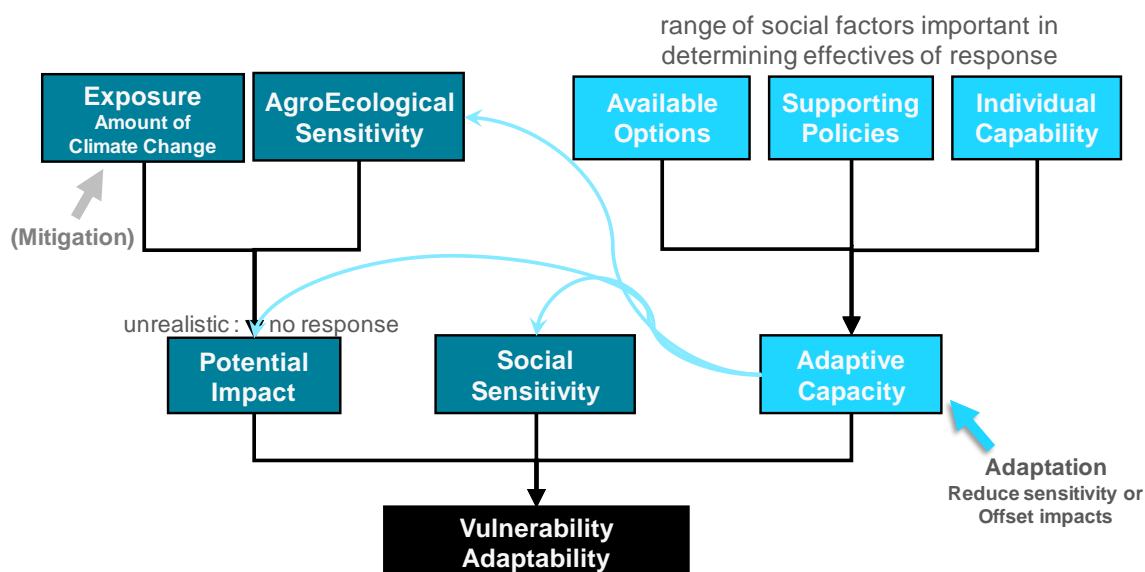 range of social factors important in
determining effectives of response
Exposure
Amount of
Climate Change
AgroEcological
Sensitivity
Available
Options
Supporting
Policies
Individual
Capability
(Mitigation)
unrealistic : no response
Potential
Impact
Social
Sensitivity
Adaptive
Capacity
Adaptation
Reduce sensitivity or
Offset impacts
Vulnerability
Adaptability